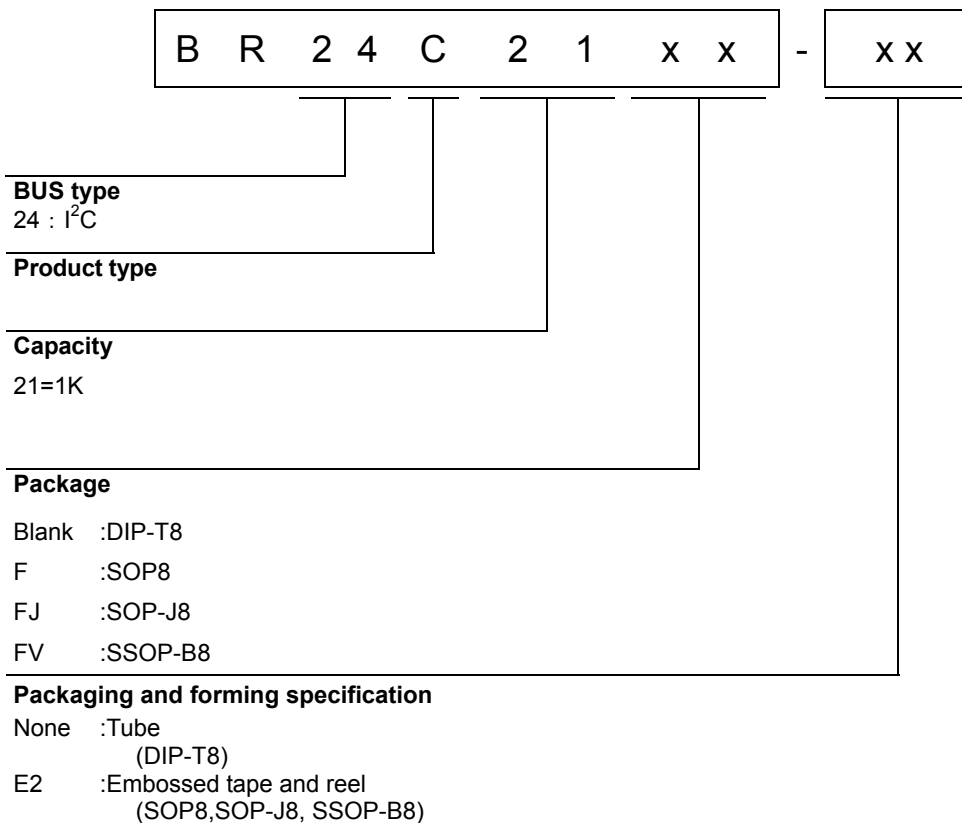 B R 2 4 C 2 1 x x - x x
BUS type
24 : I²C
Product type
Capacity
21=1K
Package
Blank :DIP-T8
F :SOP8
FJ :SOP-J8
FV :SSOP-B8
Packaging and forming specification
None :Tube
(DIP-T8)
E2 :Embossed tape and reel
(SOP8,SOP-J8, SSOP-B8)